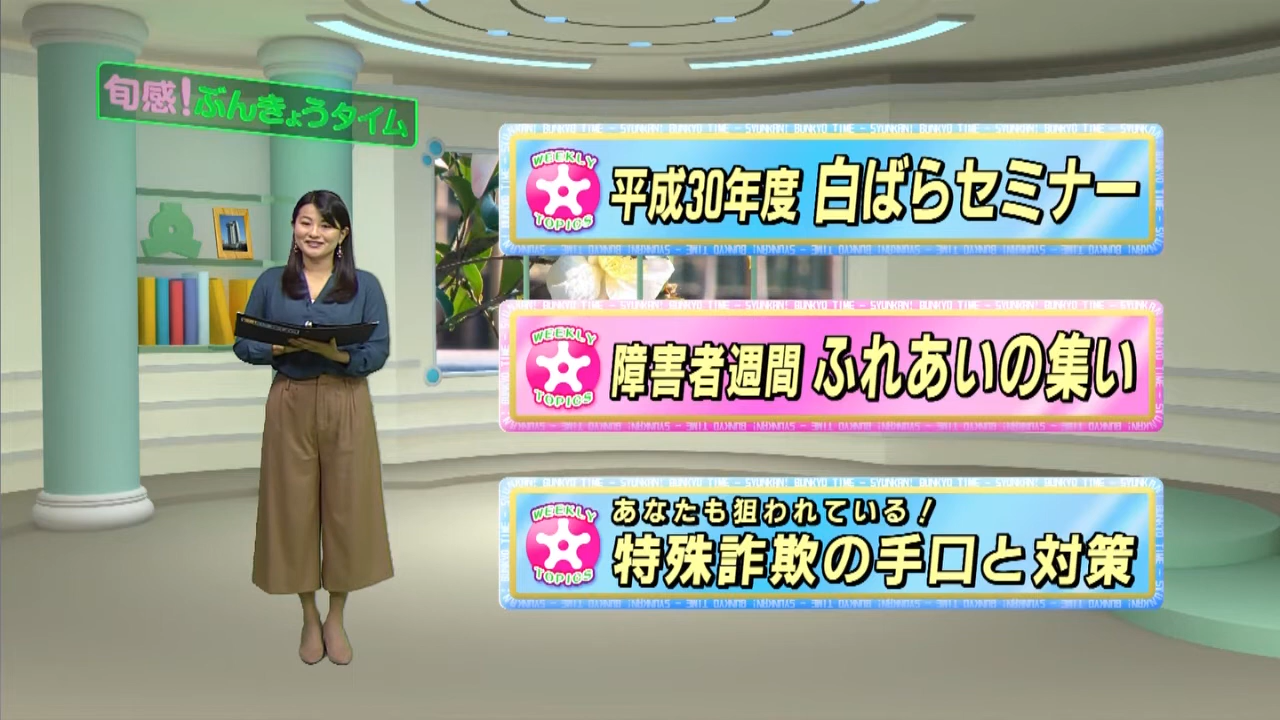 旬感!ぶんきょうタイム
SYUNKAN! BUNKYO TIME
WEEKLY
TOPICS
平成30年度 白ばらセミナー
WEEKLY
TOPICS
障害者週間 ふれあいの集い
WEEKLY
TOPICS
あなたも狙われている!
特殊詐欺の手口と対策